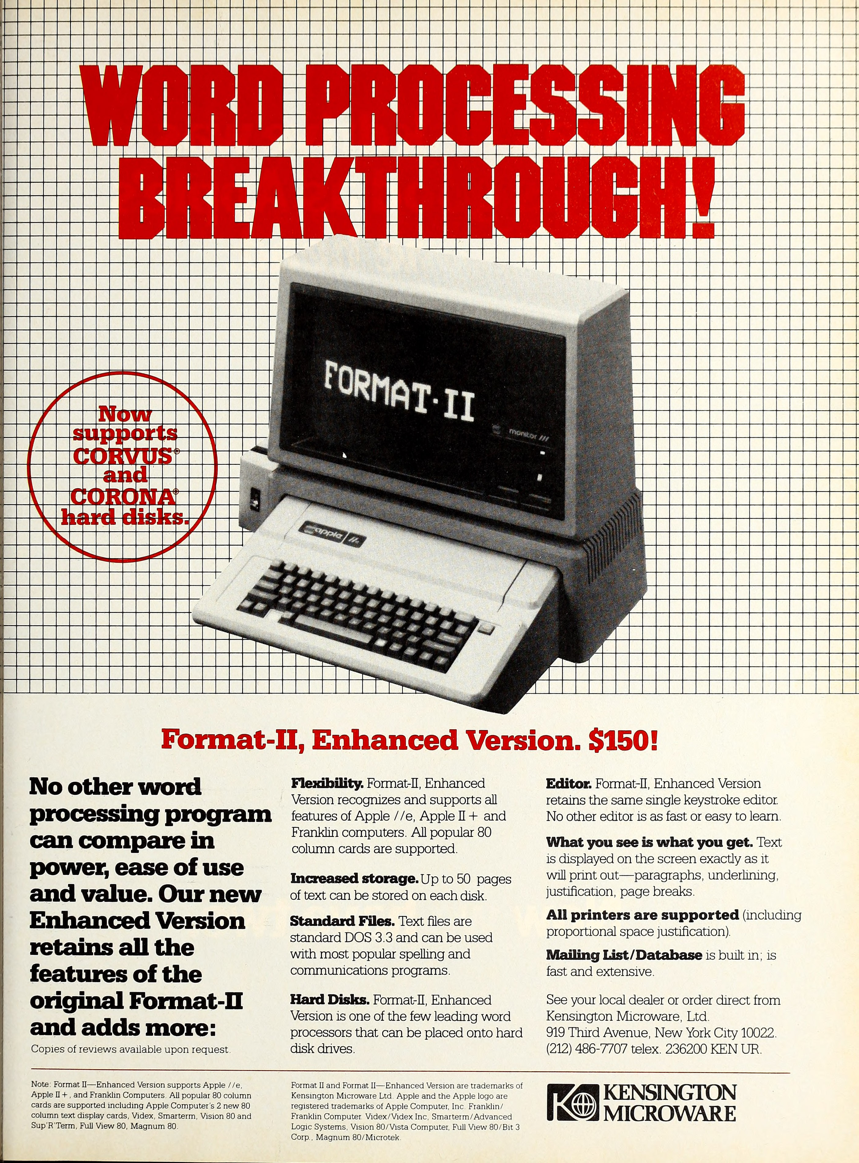 WORD PROCESSING
BREAKTHROUGH!
FORMAT-II
monitor ///
Now
supports
CORVUS®
and
CORONA®
hard disks.
apple //e
Format-II, Enhanced Version. $150!
No other word
processing program
can compare in
power, ease of use
and value. Our new
Enhanced Version
retains all the
features of the
original Format-II
and adds more:
Copies of reviews available upon request.
Flexibility. Format-II, Enhanced
Version recognizes and supports all
features of Apple //e, Apple II + and
Franklin computers. All popular 80
column cards are supported.
Increased storage. Up to 50 pages
of text can be stored on each disk.
Standard Files. Text files are
standard DOS 3.3 and can be used
with most popular spelling and
communications programs.
Hard Disks. Format-II, Enhanced
Version is one of the few leading word
processors that can be placed onto hard
disk drives.
Editor. Format-II, Enhanced Version
retains the same single keystroke editor.
No other editor is as fast or easy to learn.
What you see is what you get. Text
is displayed on the screen exactly as it
will print out—paragraphs, underlining,
justification, page breaks.
All printers are supported (including
proportional space justification).
Mailing List/Database is built in; is
fast and extensive.
See your local dealer or order direct from
Kensington Microware, Ltd.
919 Third Avenue, New York City 10022.
(212) 486-7707 telex. 236200 KEN UR.
Note: Format II—Enhanced Version supports Apple //e,
Apple II +, and Franklin Computers. All popular 80 column
cards are supported including Apple Computer's 2 new 80
column text display cards, Videx, Smarterm, Vision 80 and
Sup'R'Term, Full View 80, Magnum 80.
Format II and Format II—Enhanced Version are trademarks of
Kensington Microware Ltd. Apple and the Apple logo are
registered trademarks of Apple Computer, Inc. Franklin/
Franklin Computer. Videx/Videx Inc, Smarterm/Advanced
Logic Systems, Vision 80/Vista Computer, Full View 80/Bit 3
Corp., Magnum 80/Microtek.
KENSINGTON
MICROWARE